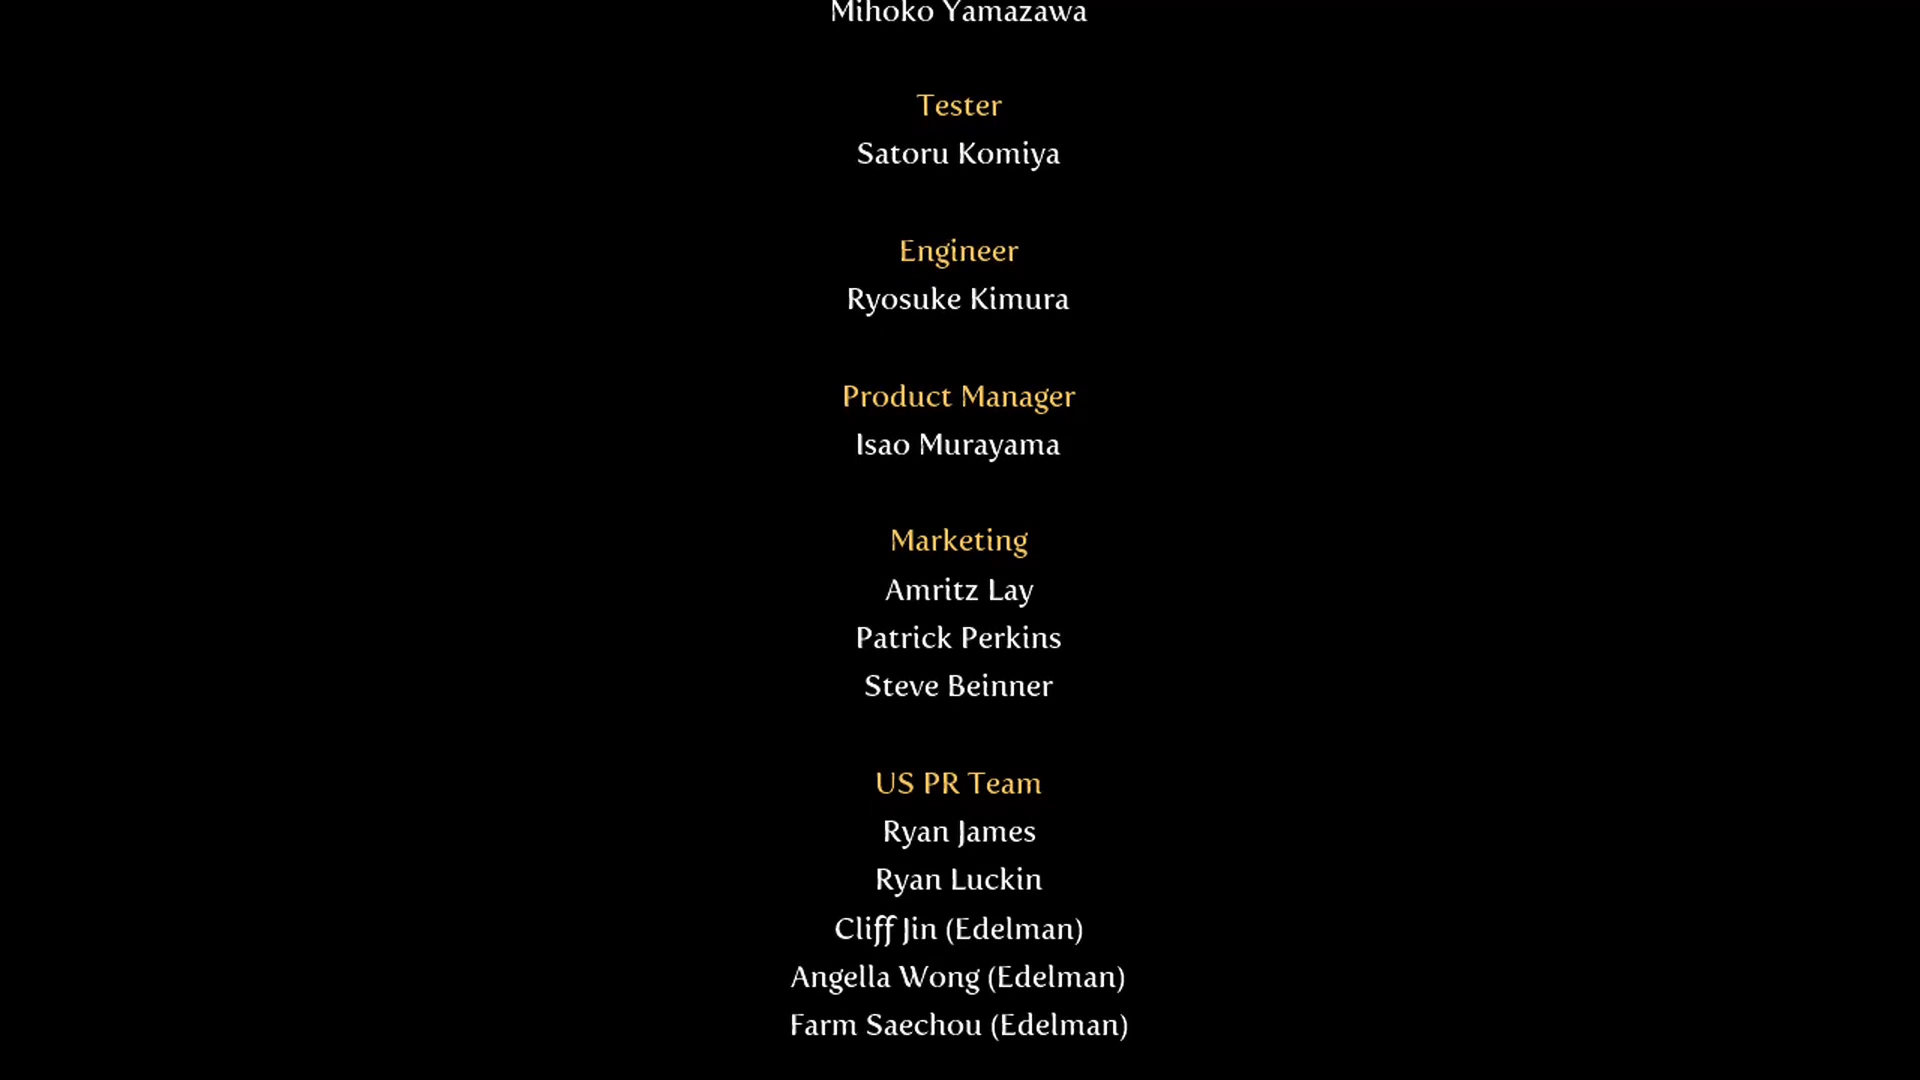 Mihoko Yamazawa
Tester
Satoru Komiya
Engineer
Ryosuke Kimura
Product Manager
Isao Murayama
Marketing
Amritz Lay
Patrick Perkins
Steve Beinner
US PR Team
Ryan James
Ryan Luckin
Cliff Jin (Edelman)
Angella Wong (Edelman)
Farm Saechou (Edelman)